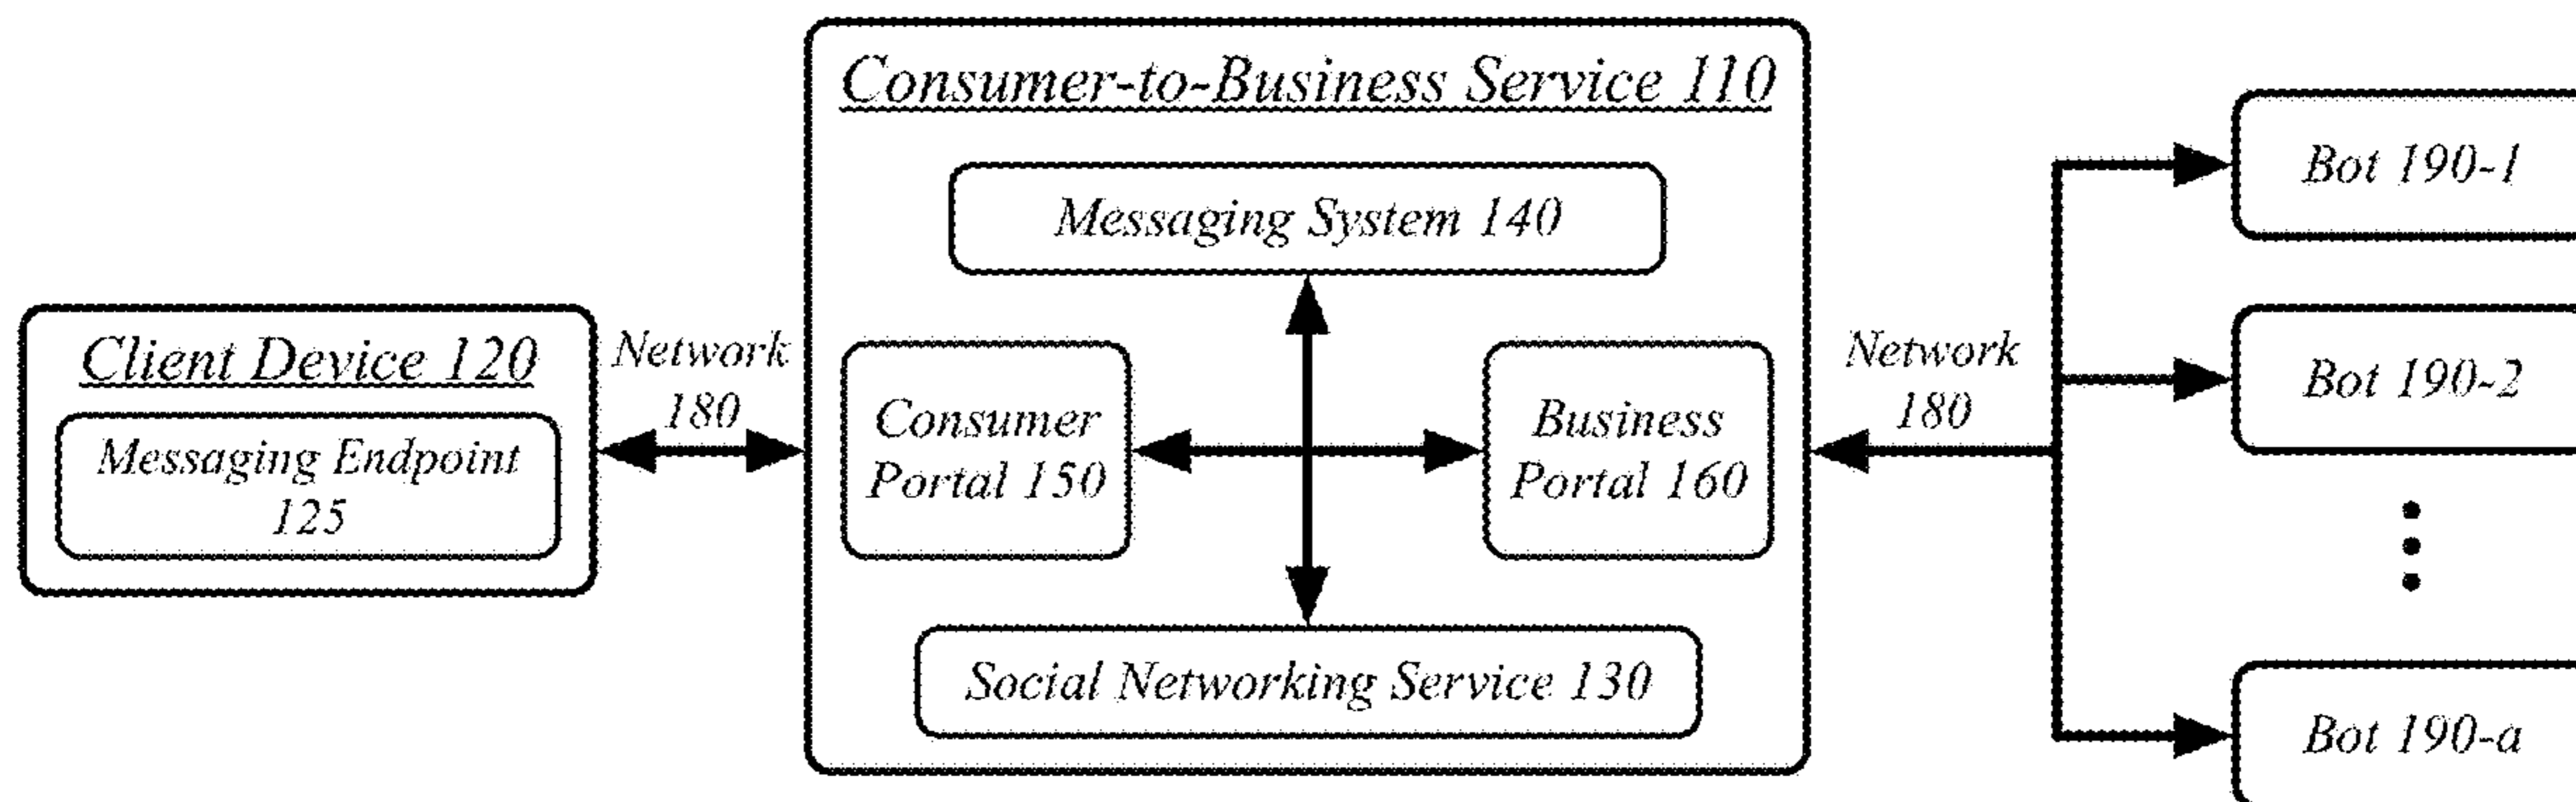 Consumer-to-Business Service 110
Messaging System 140
Client Device 120
Messaging Endpoint
125
Network
180
Consumer
Portal 150
Business
Portal 160
Social Networking Service 130
Network
180
Bot 190-1
Bot 190-2
Bot 190-a